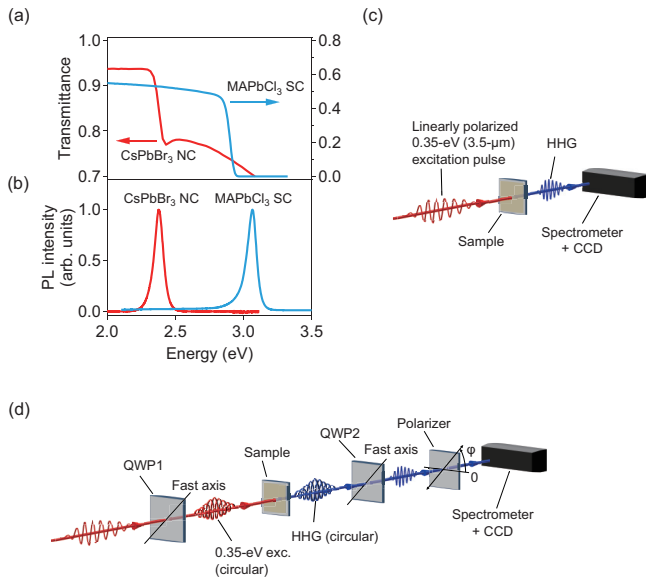 (a)
1.0
0.9
0.8
0.7
Transmittance
0.8
0.6
0.4
0.2
0.0
MAPbCl₃ SC
CsPbBr₃ NC
(b)
CsPbBr₃ NC
MAPbCl₃ SC
1.0
0.5
0.0
PL intensity
(arb. units)
2.0
2.5
3.0
3.5
Energy (eV)
(c)
Linearly polarized
0.35-eV (3.5-μm)
excitation pulse
HHG
Sample
Spectrometer
+ CCD
(d)
QWP1
Fast axis
0.35-eV exc.
(circular)
Sample
HHG (circular)
QWP2
Fast axis
Polarizer
φ
0
Spectrometer
+ CCD